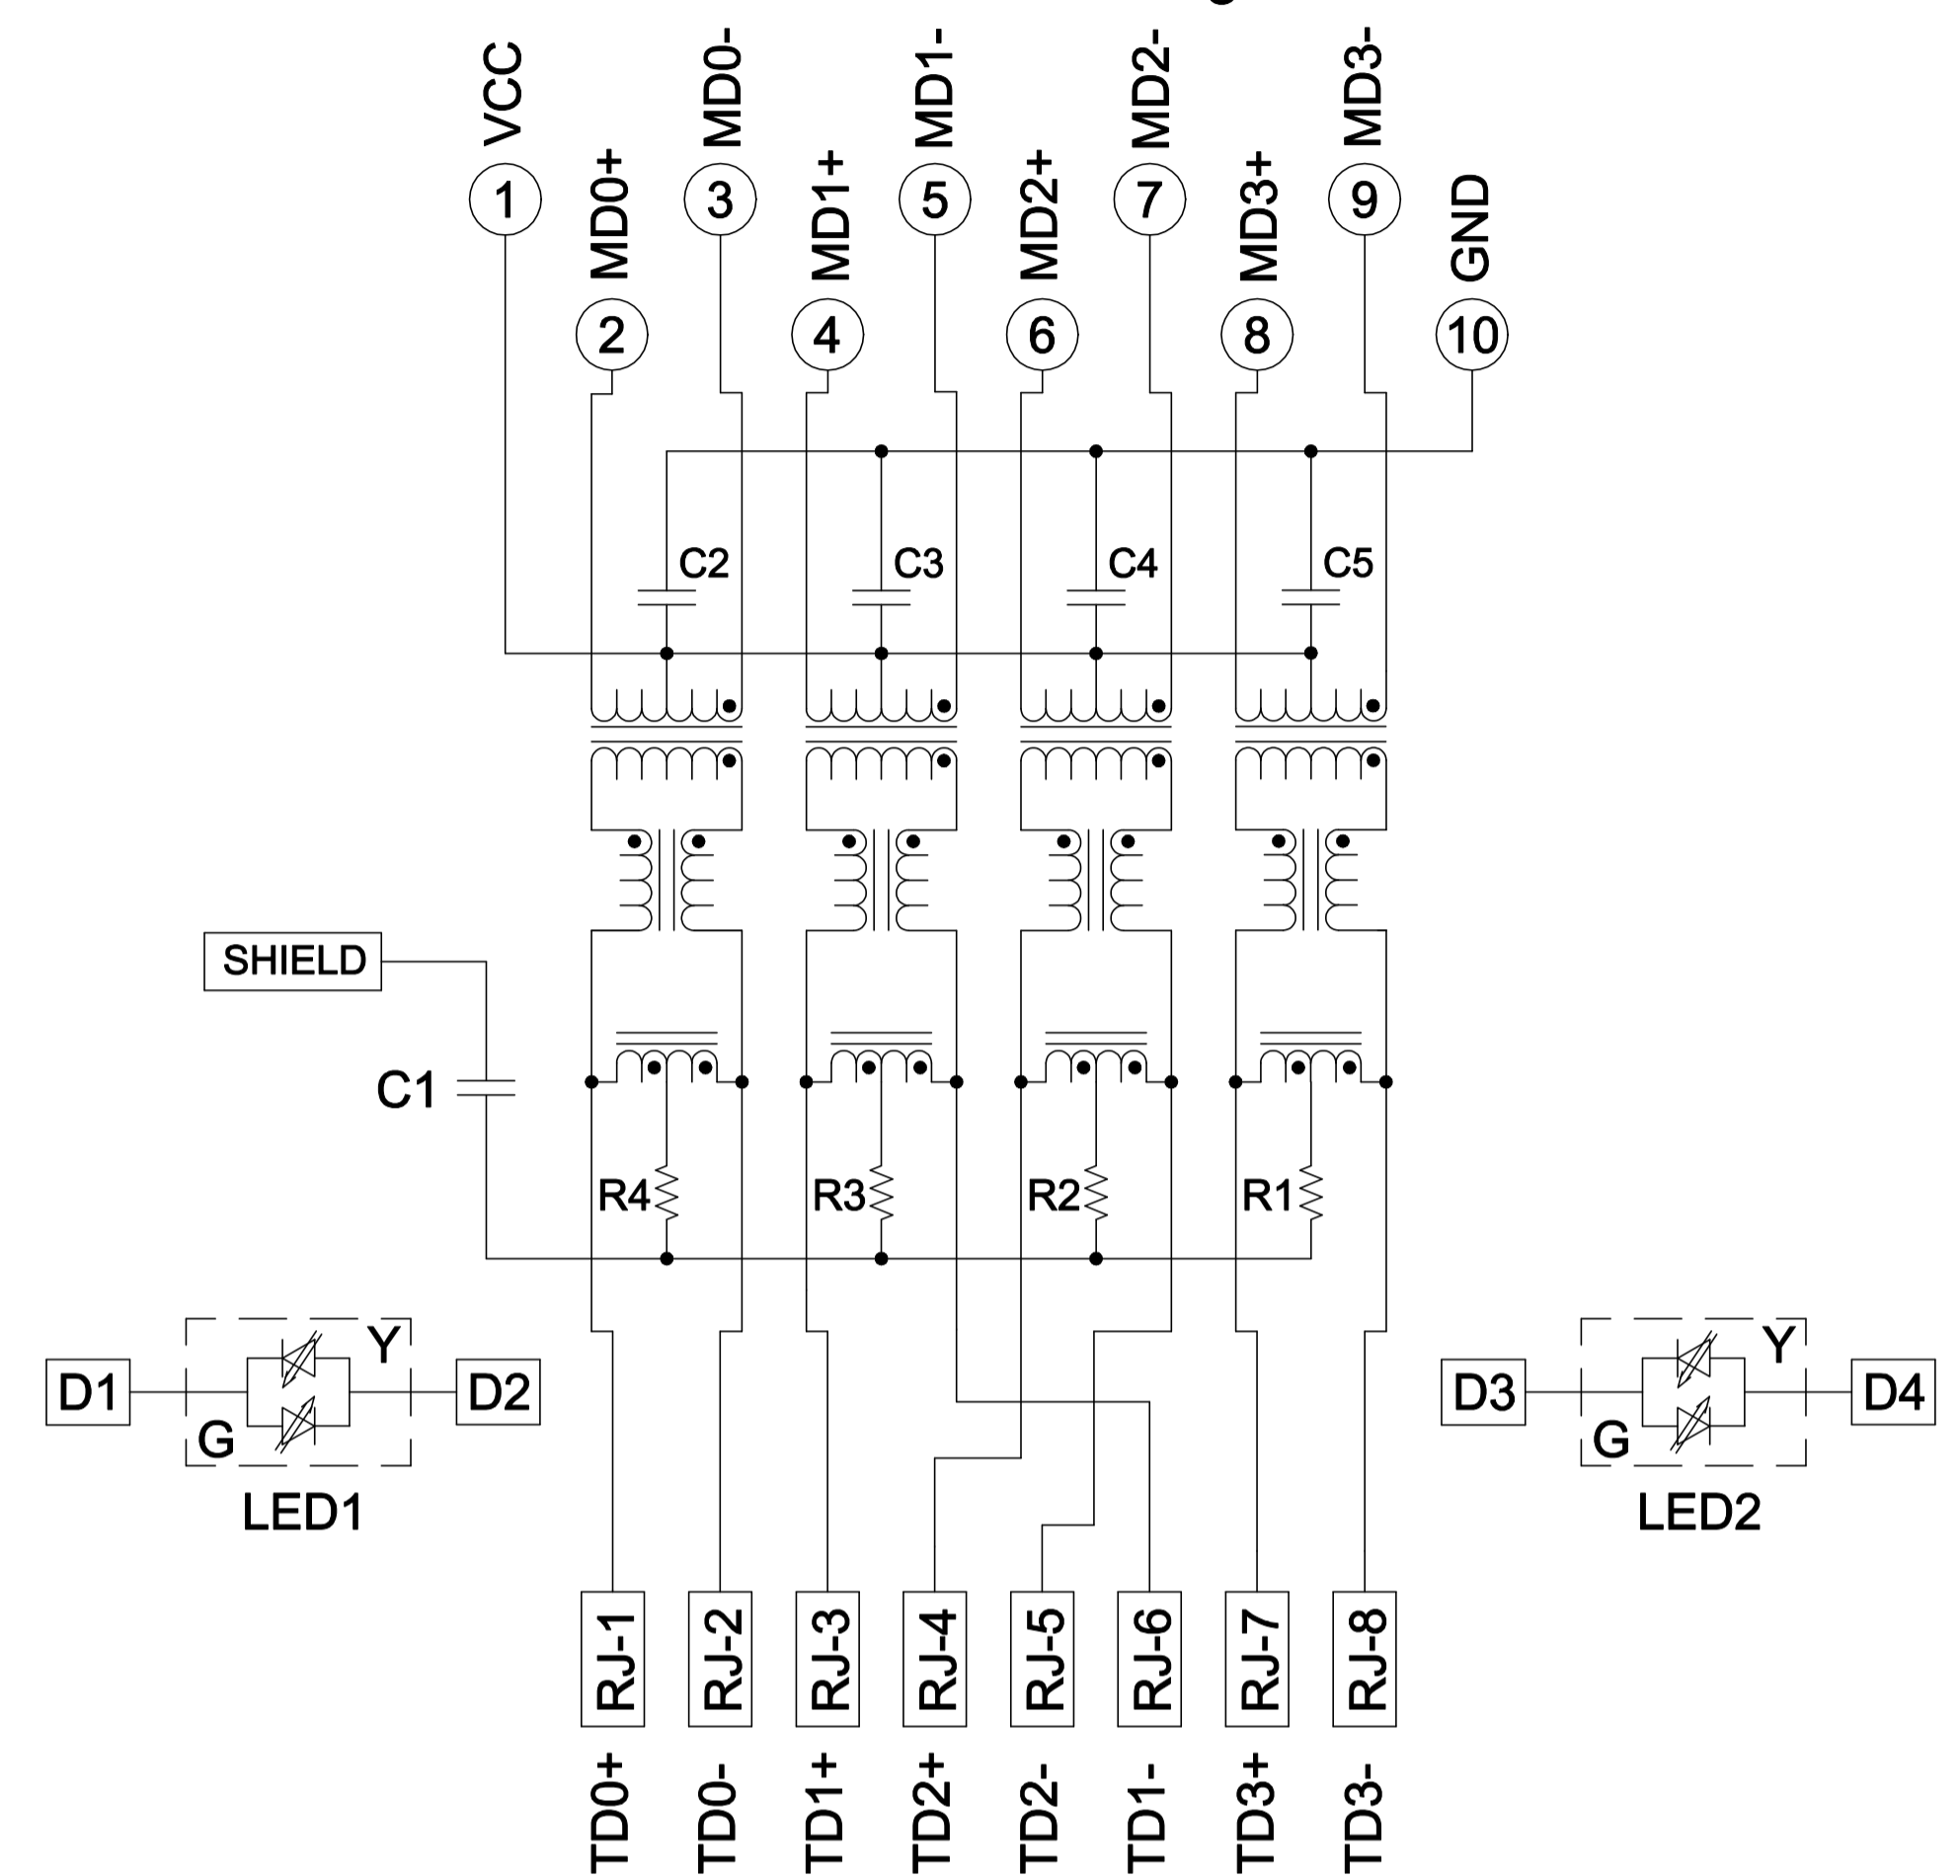 VCC
MD0-
MD1-
MD2-
MD3-
MD0+
MD1+
MD2+
MD3+
GND
1
3
5
7
9
2
4
6
8
10
C2
C3
C4
C5
SHIELD
C1
R4
R3
R2
R1
D1
Y
G
D2
LED1
D3
Y
G
D4
LED2
RJ-1
RJ-2
RJ-3
RJ-4
RJ-5
RJ-6
RJ-7
RJ-8
TD0+
TD0-
TD1+
TD2+
TD2-
TD1-
TD3+
TD3-